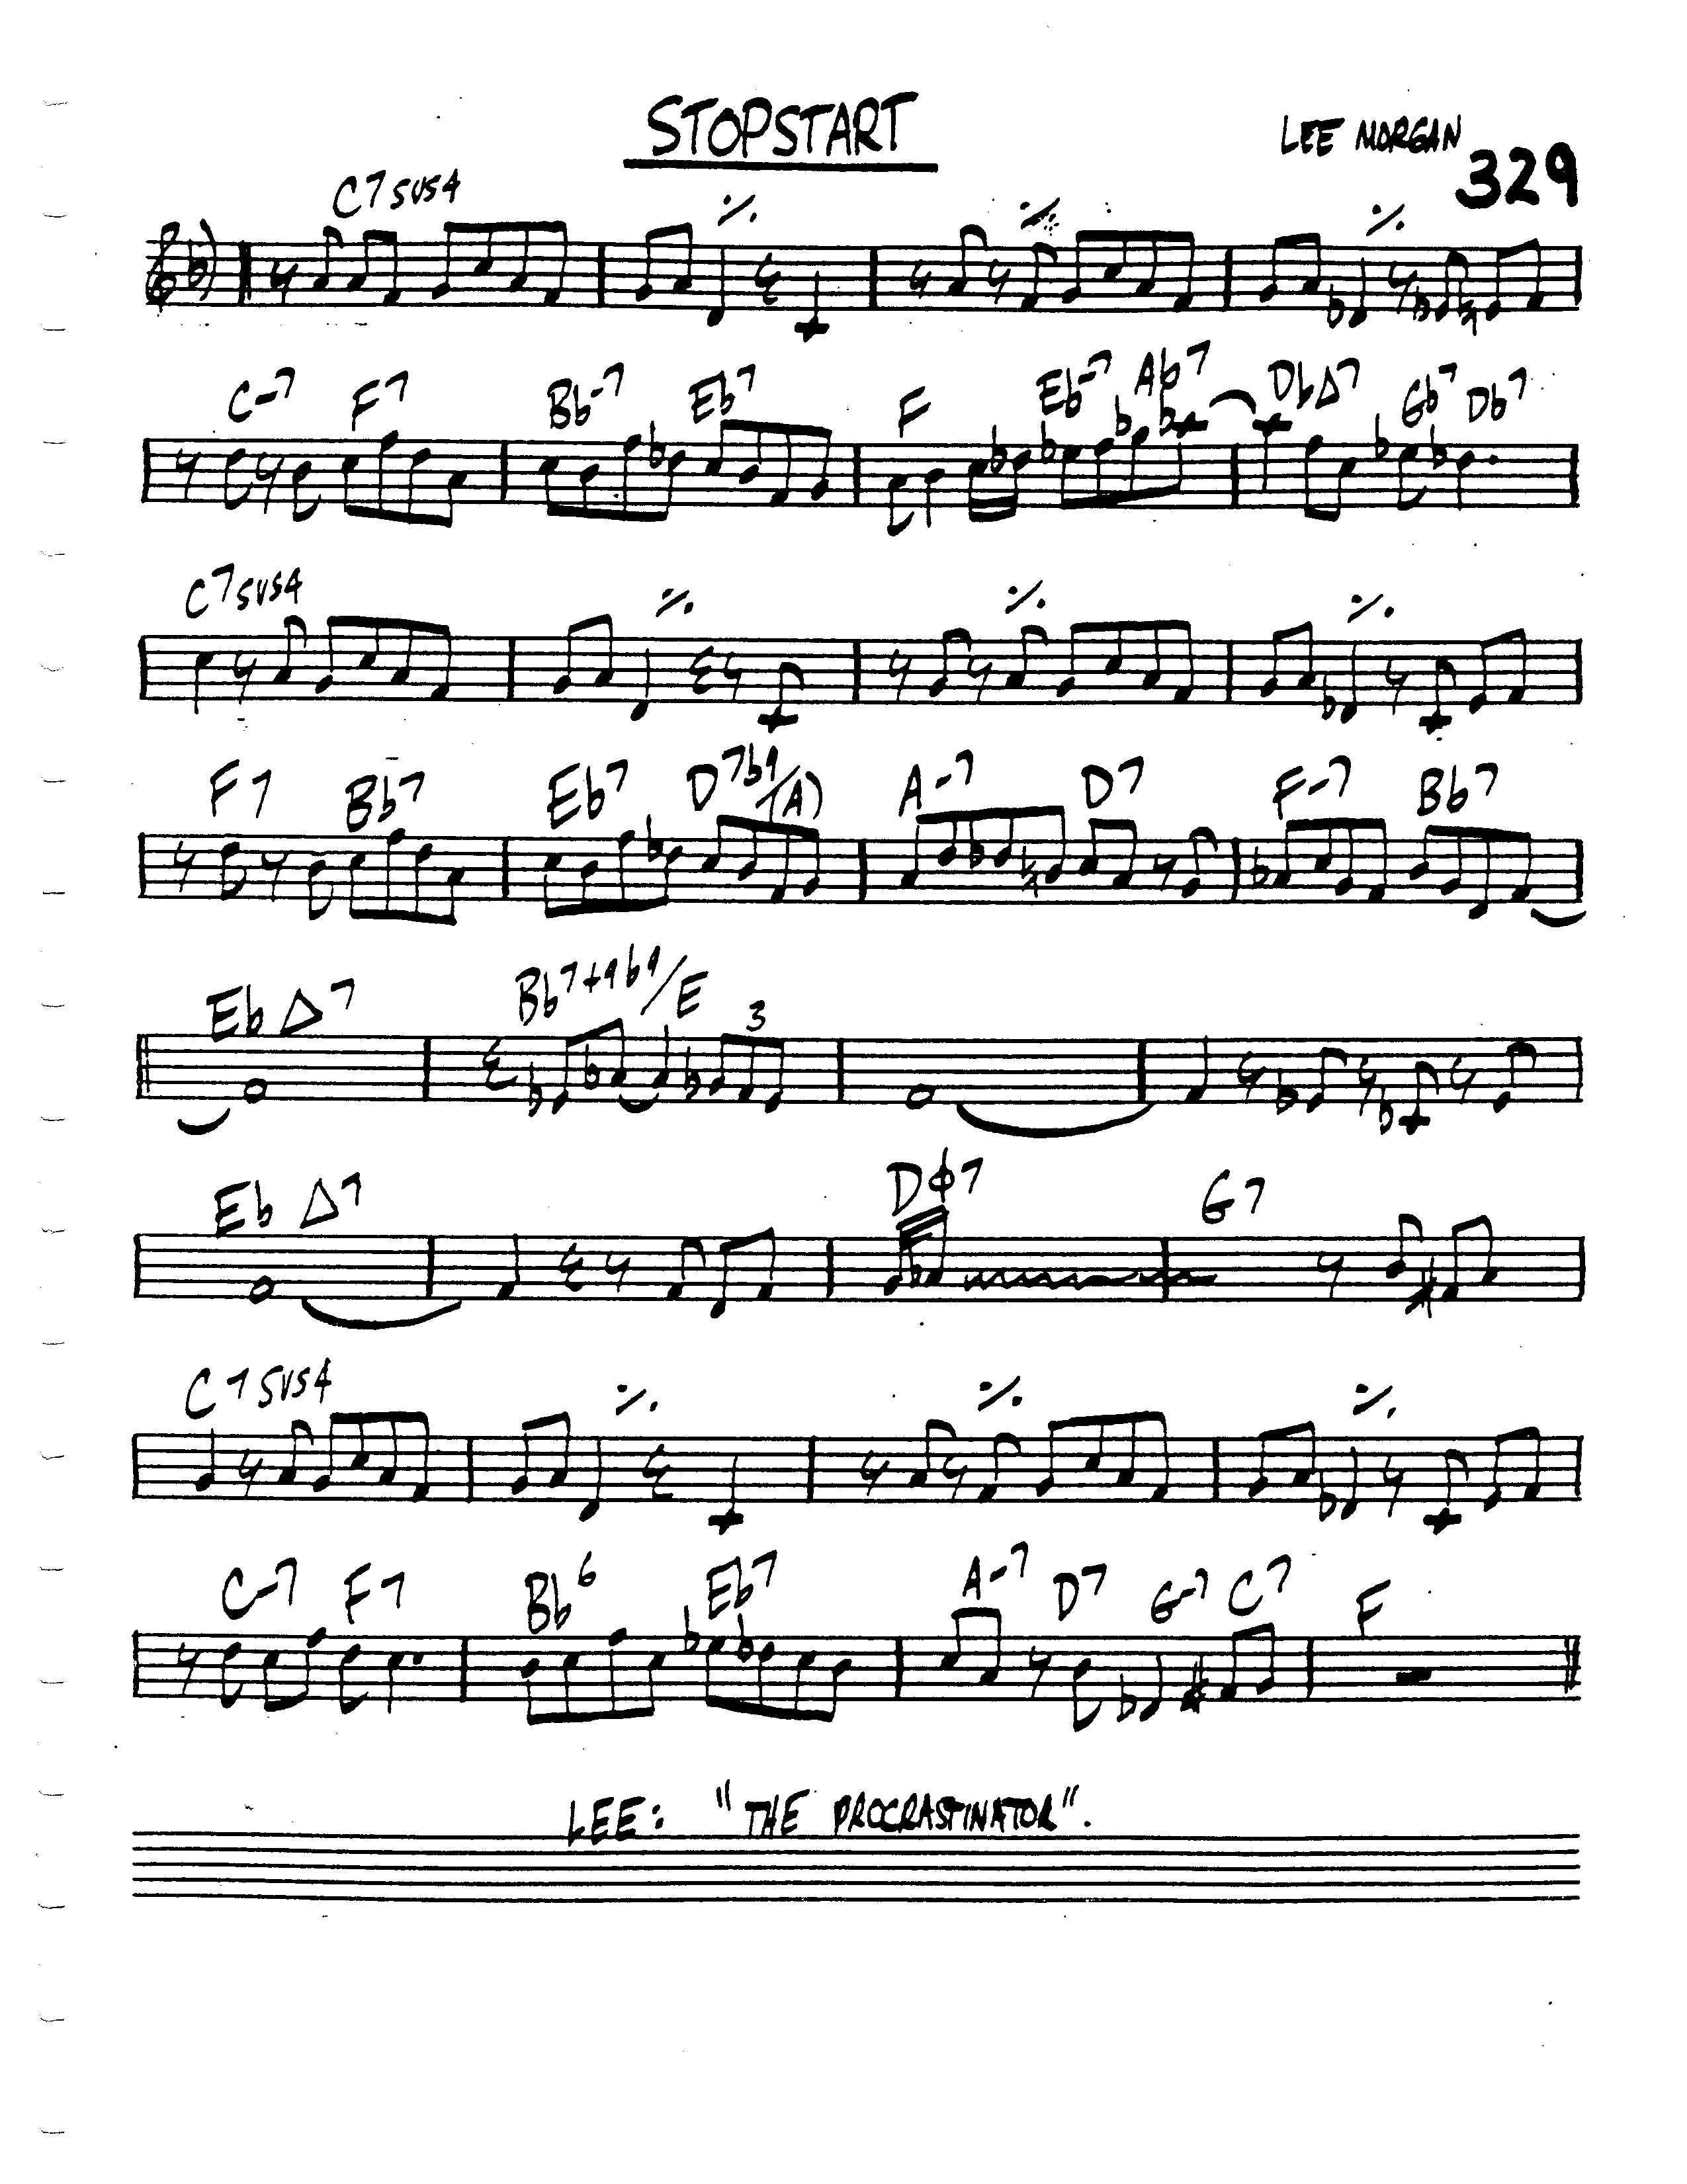 STOPSTART
LEE MORGAN
329
C7sus4 ٪ ٪ ٪
C-7 F7 Bb-7 Eb7 F Eb-7 Ab7 DbΔ7 Gb7 Db7
C7sus4 ٪ ٪ ٪
F7 Bb7 Eb7 D7b9/(A) A-7 D7 F-7 Bb7
EbΔ7 Bb7+9b9/E 3
EbΔ7 Dø7 G7
C7sus4 ٪ ٪ ٪
C-7 F7 Bb6 Eb7 A-7 D7 G-7 C7 F
LEE: "THE PROCRASTINATOR".